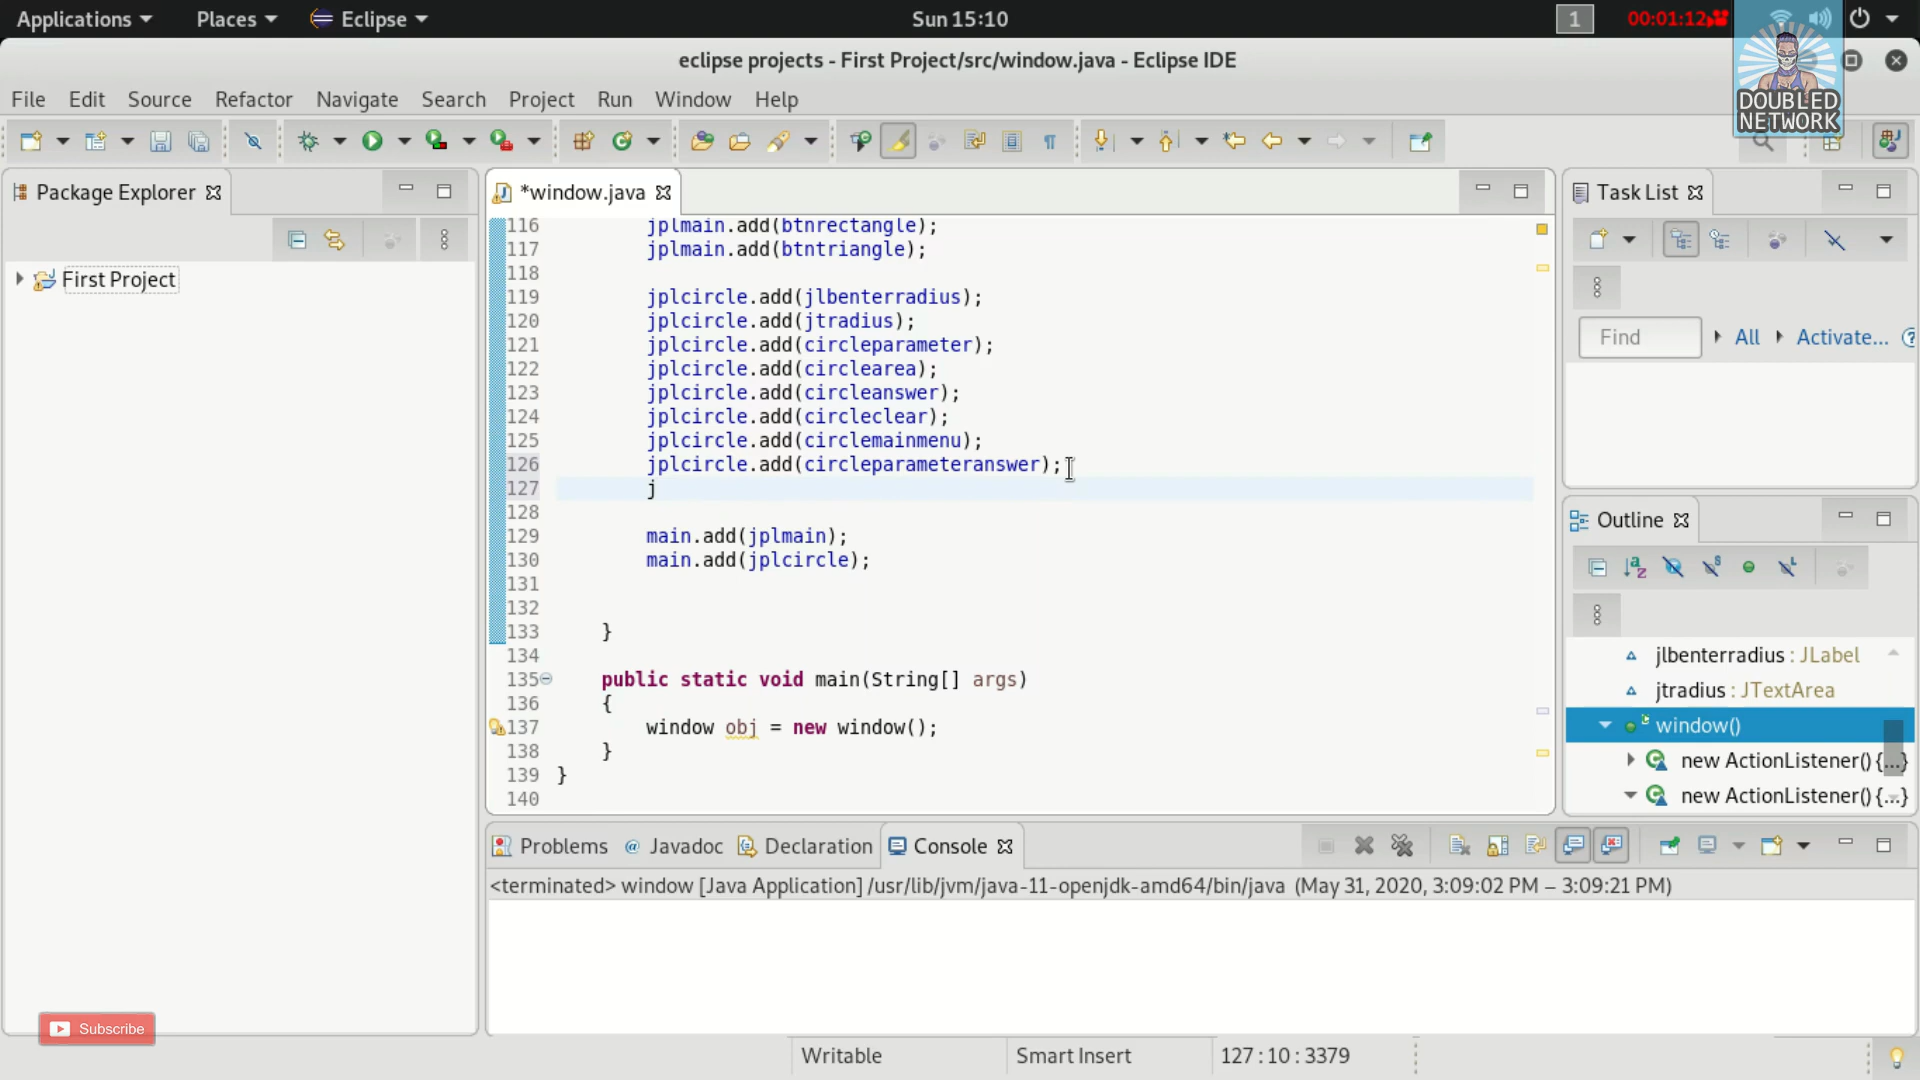 Applications Places Eclipse Sun 15:10 1 00:01:12
eclipse projects - First Project/src/window.java - Eclipse IDE
DOUBLED
NETWORK
File Edit Source Refactor Navigate Search Project Run Window Help
Package Explorer
First Project
*window.java
116 jplmain.add(btnrectangle);
117 jplmain.add(btntriangle);
118
119 jplcircle.add(jlbenterradius);
120 jplcircle.add(jtradius);
121 jplcircle.add(circleparameter);
122 jplcircle.add(circlearea);
123 jplcircle.add(circleanswer);
124 jplcircle.add(circleclear);
125 jplcircle.add(circlemainmenu);
126 jplcircle.add(circleparameteranswer);
127 j
128
129 main.add(jplmain);
130 main.add(jplcircle);
131
132
133 }
134
135 public static void main(String[] args)
136 {
137 window obj = new window();
138 }
139 }
140
Task List
Find All Activate...
Outline
jlbenterradius : JLabel
jtradius : JTextArea
window()
new ActionListener() {...}
new ActionListener() {...}
Problems @ Javadoc Declaration Console
<terminated> window [Java Application] /usr/lib/jvm/java-11-openjdk-amd64/bin/java (May 31, 2020, 3:09:02 PM – 3:09:21 PM)
Subscribe
Writable Smart Insert 127 : 10 : 3379